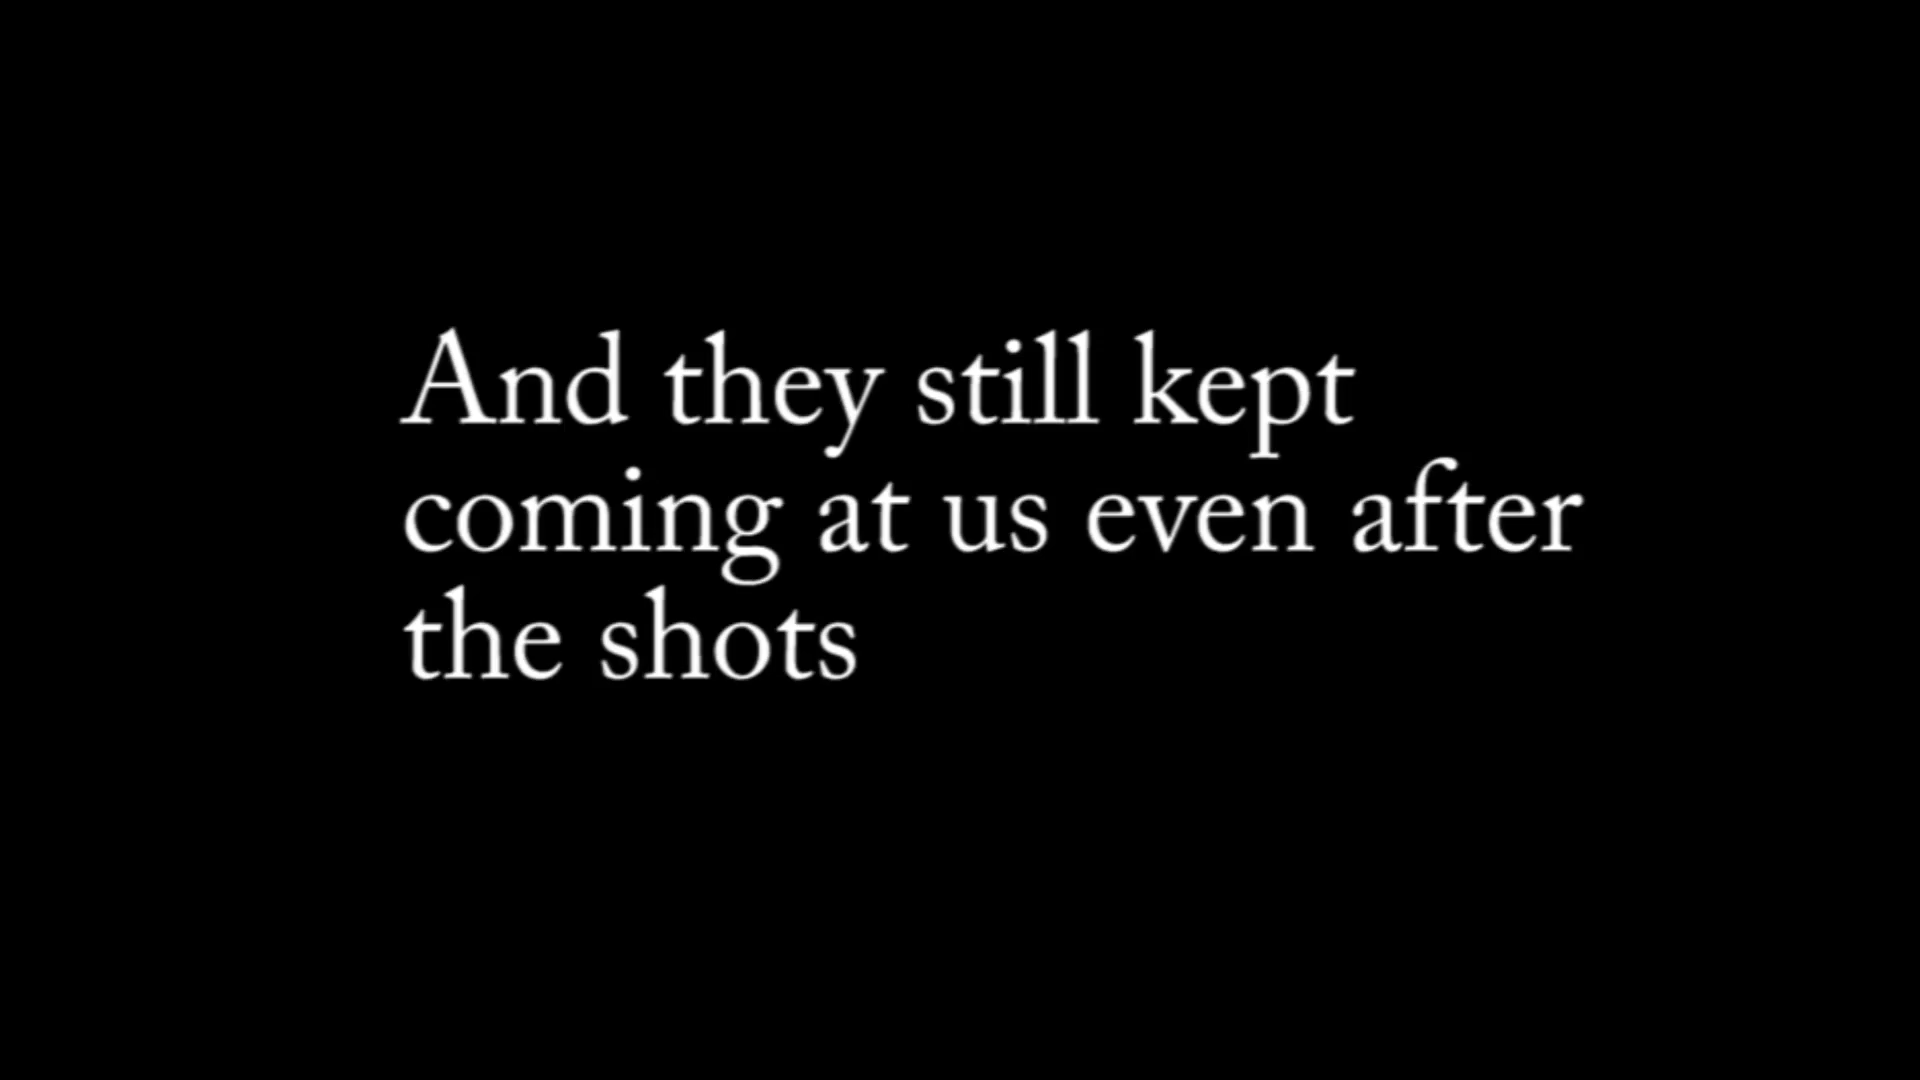 And they still kept
coming at us even after
the shots